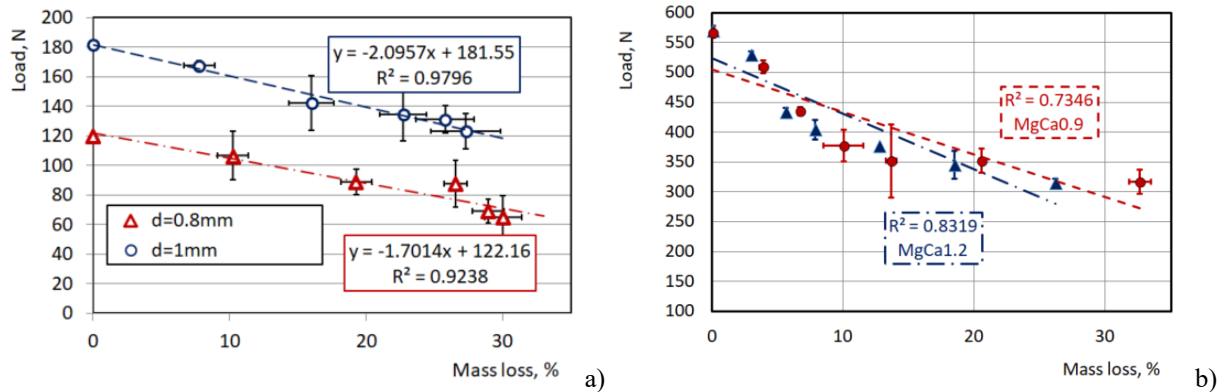 Load, N
200
180
160
140
120
100
80
60
40
20
0
y = -2.0957x + 181.55
R² = 0.9796
d=0.8mm
d=1mm
y = -1.7014x + 122.16
R² = 0.9238
0
10
20
30
Mass loss, %
a)
Load, N
600
550
500
450
400
350
300
250
200
150
100
R² = 0.7346
MgCa0.9
R² = 0.8319
MgCa1.2
0
10
20
30
Mass loss, %
b)